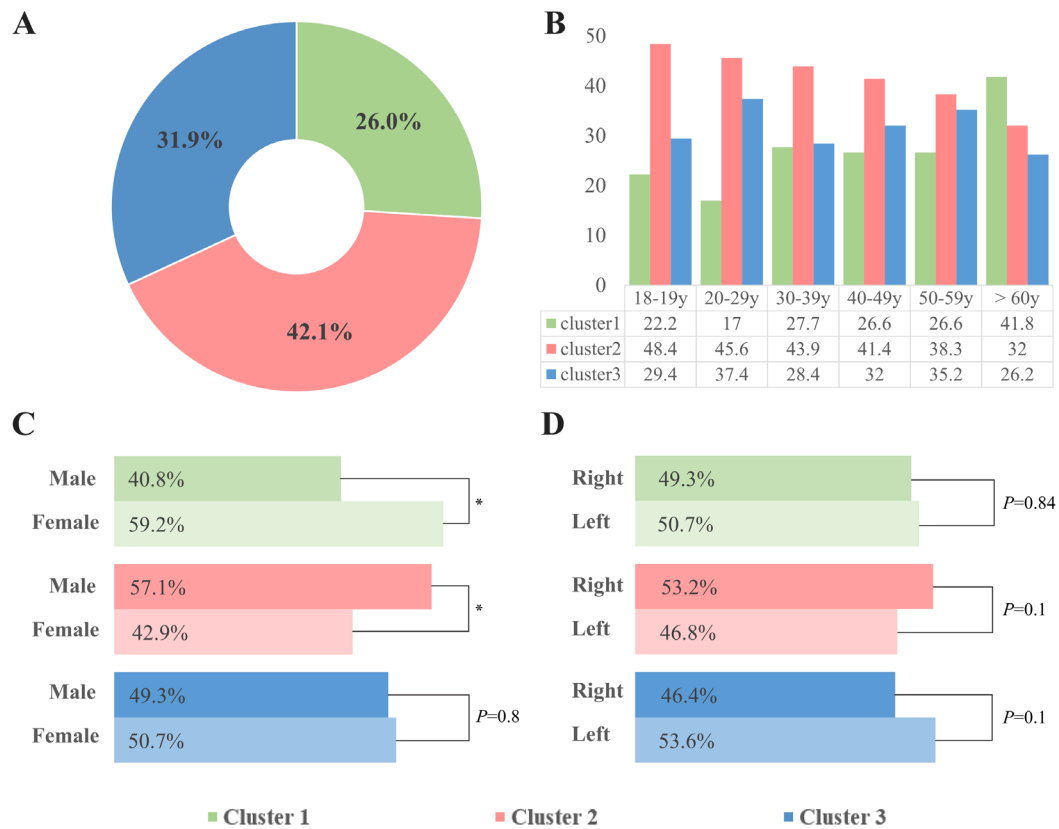 A
31.9%
26.0%
42.1%
B
50
40
30
20
10
0
18-19y 20-29y 30-39y 40-49y 50-59y > 60y
cluster1 22.2 17 27.7 26.6 26.6 41.8
cluster2 48.4 45.6 43.9 41.4 38.3 32
cluster3 29.4 37.4 28.4 32 35.2 26.2
C
Male 40.8%
Female 59.2%
*
Male 57.1%
Female 42.9%
*
Male 49.3%
Female 50.7%
P=0.8
D
Right 49.3%
Left 50.7%
P=0.84
Right 53.2%
Left 46.8%
P=0.1
Right 46.4%
Left 53.6%
P=0.1
Cluster 1 Cluster 2 Cluster 3